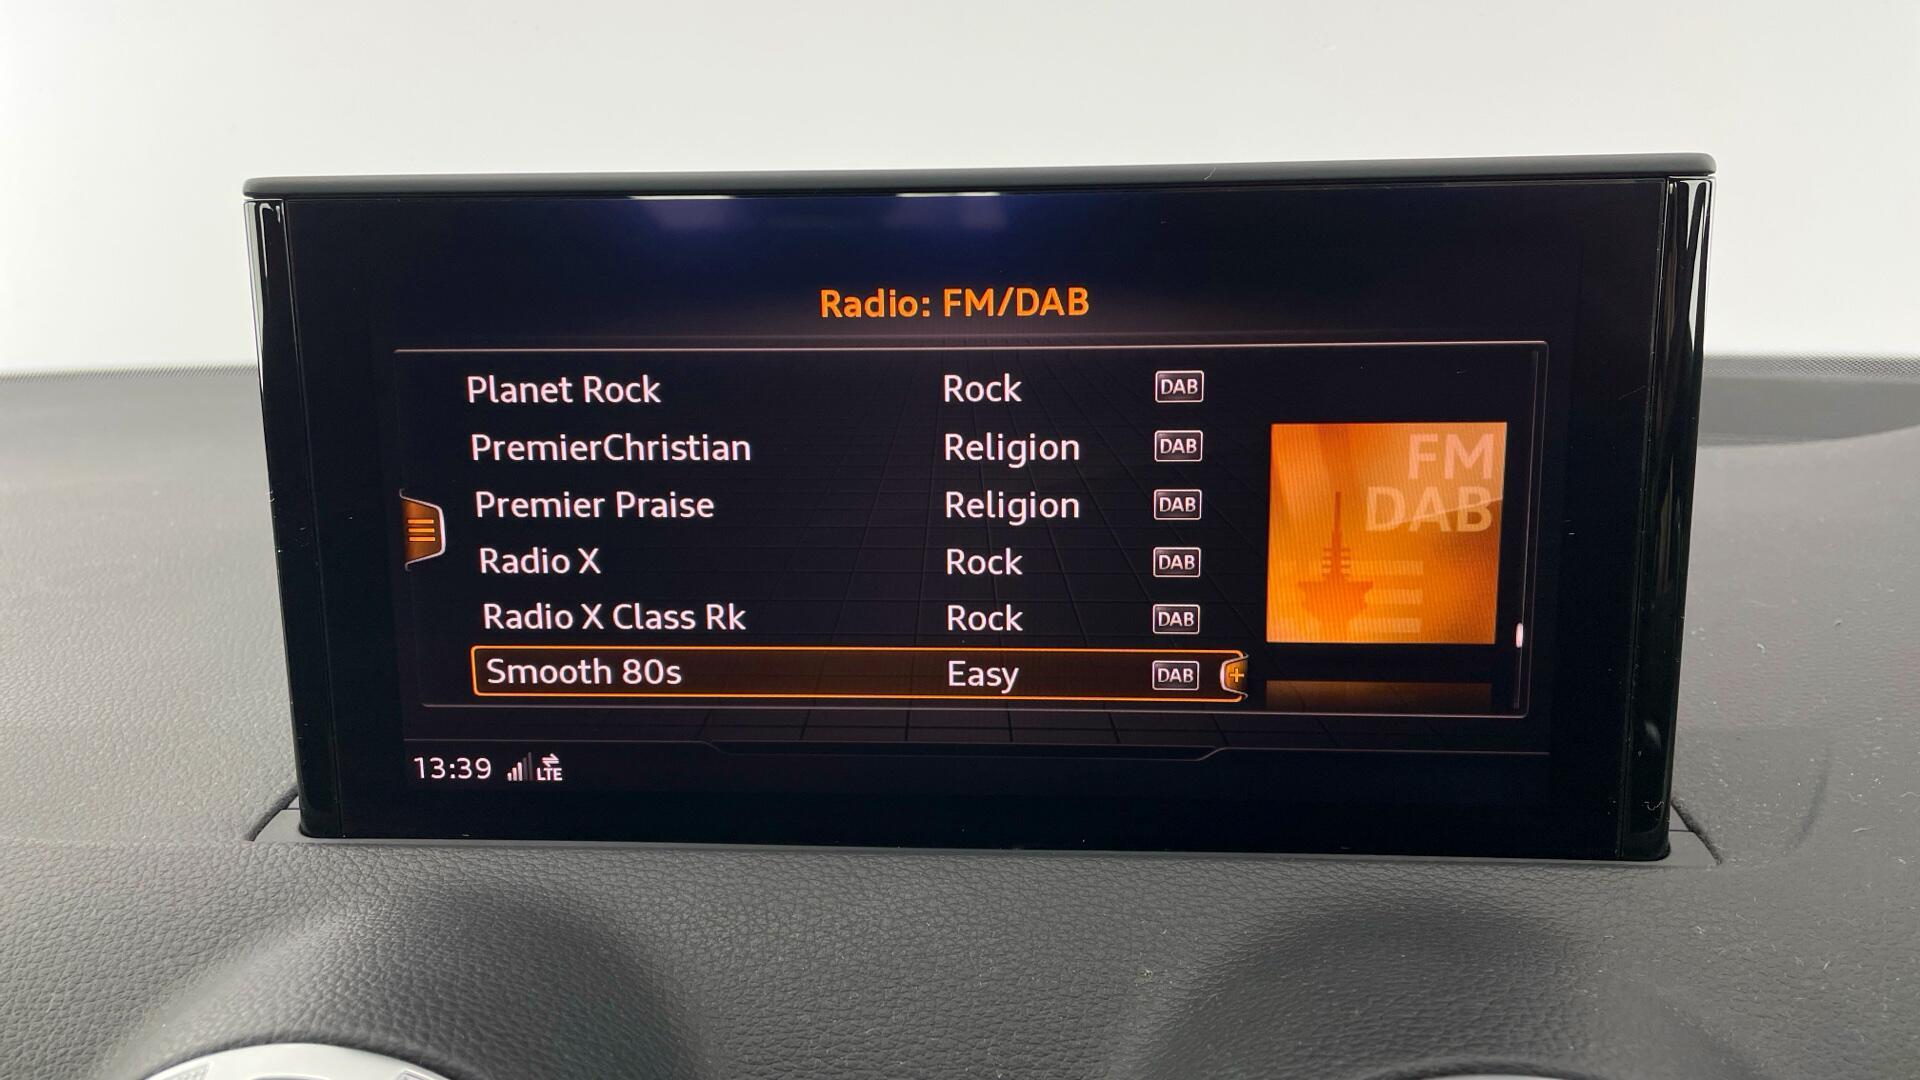 Radio: FM/DAB
Planet Rock Rock DAB
PremierChristian Religion DAB
Premier Praise Religion DAB
Radio X Rock DAB
Radio X Class Rk Rock DAB
Smooth 80s Easy DAB +
FM
DAB
13:39 LTE